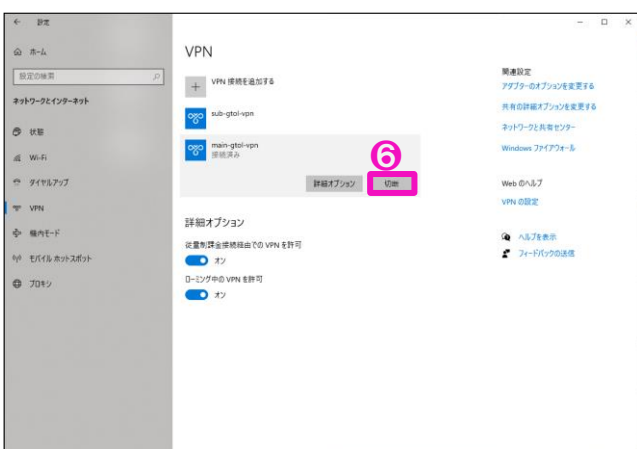 設定
ホーム
設定の検索
ネットワークとインターネット
状態
Wi-Fi
ダイヤルアップ
VPN
機内モード
モバイル ホットスポット
プロキシ
VPN
VPN 接続を追加する
sub-gtol-vpn
main-gtol-vpn
接続済み
⑥
詳細オプション
切断
詳細オプション
従量制課金接続経由での VPN を許可
オン
ローミング中の VPN を許可
オン
関連設定
アダプターのオプションを変更する
共有の詳細オプションを変更する
ネットワークと共有センター
Windows ファイアウォール
Web のヘルプ
VPN の設定
ヘルプを表示
フィードバックの送信